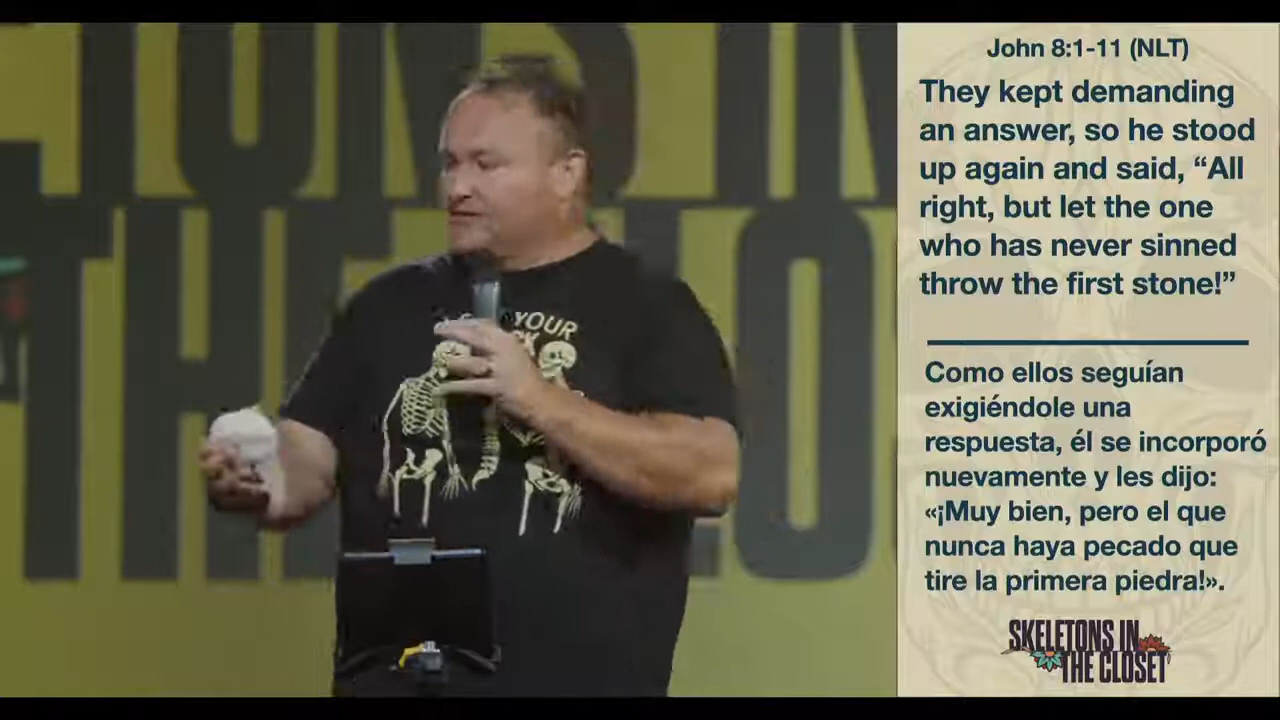 THE
YOUR
John 8:1-11 (NLT)
They kept demanding
an answer, so he stood
up again and said, “All
right, but let the one
who has never sinned
throw the first stone!”
Como ellos seguían
exigiéndole una
respuesta, él se incorporó
nuevamente y les dijo:
«¡Muy bien, pero el que
nunca haya pecado que
tire la primera piedra!».
SKELETONS IN
THE CLOSET